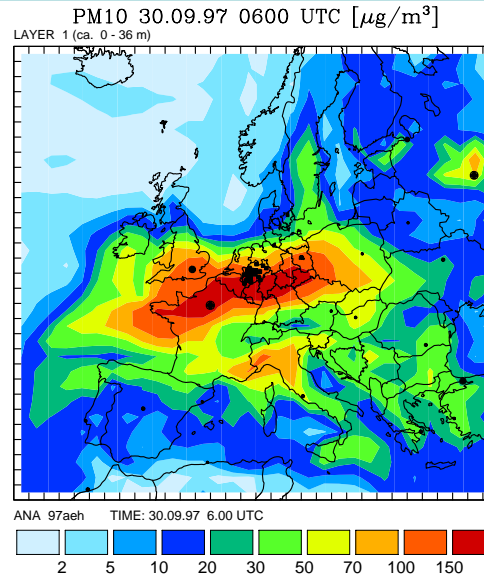 PM10 30.09.97 0600 UTC [μg/m³]
LAYER 1 (ca. 0 - 36 m)
ANA 97aeh TIME: 30.09.97 6.00 UTC
2 5 10 20 30 50 70 100 150